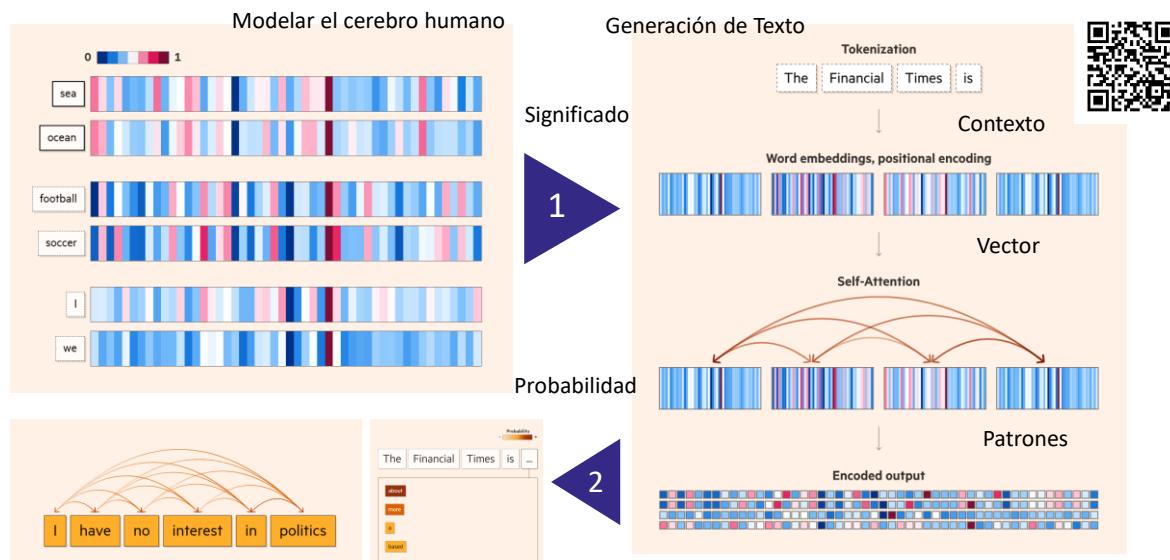 Modelar el cerebro humano
0 1
sea
ocean
football
soccer
I
we
Significado
1
Generación de Texto
Tokenization
The Financial Times is
Contexto
Word embeddings, positional encoding
Vector
Self-Attention
Patrones
Encoded output
Probabilidad
2
Probability
- +
The Financial Times is ...
about
more
a
based
I have no interest in politics